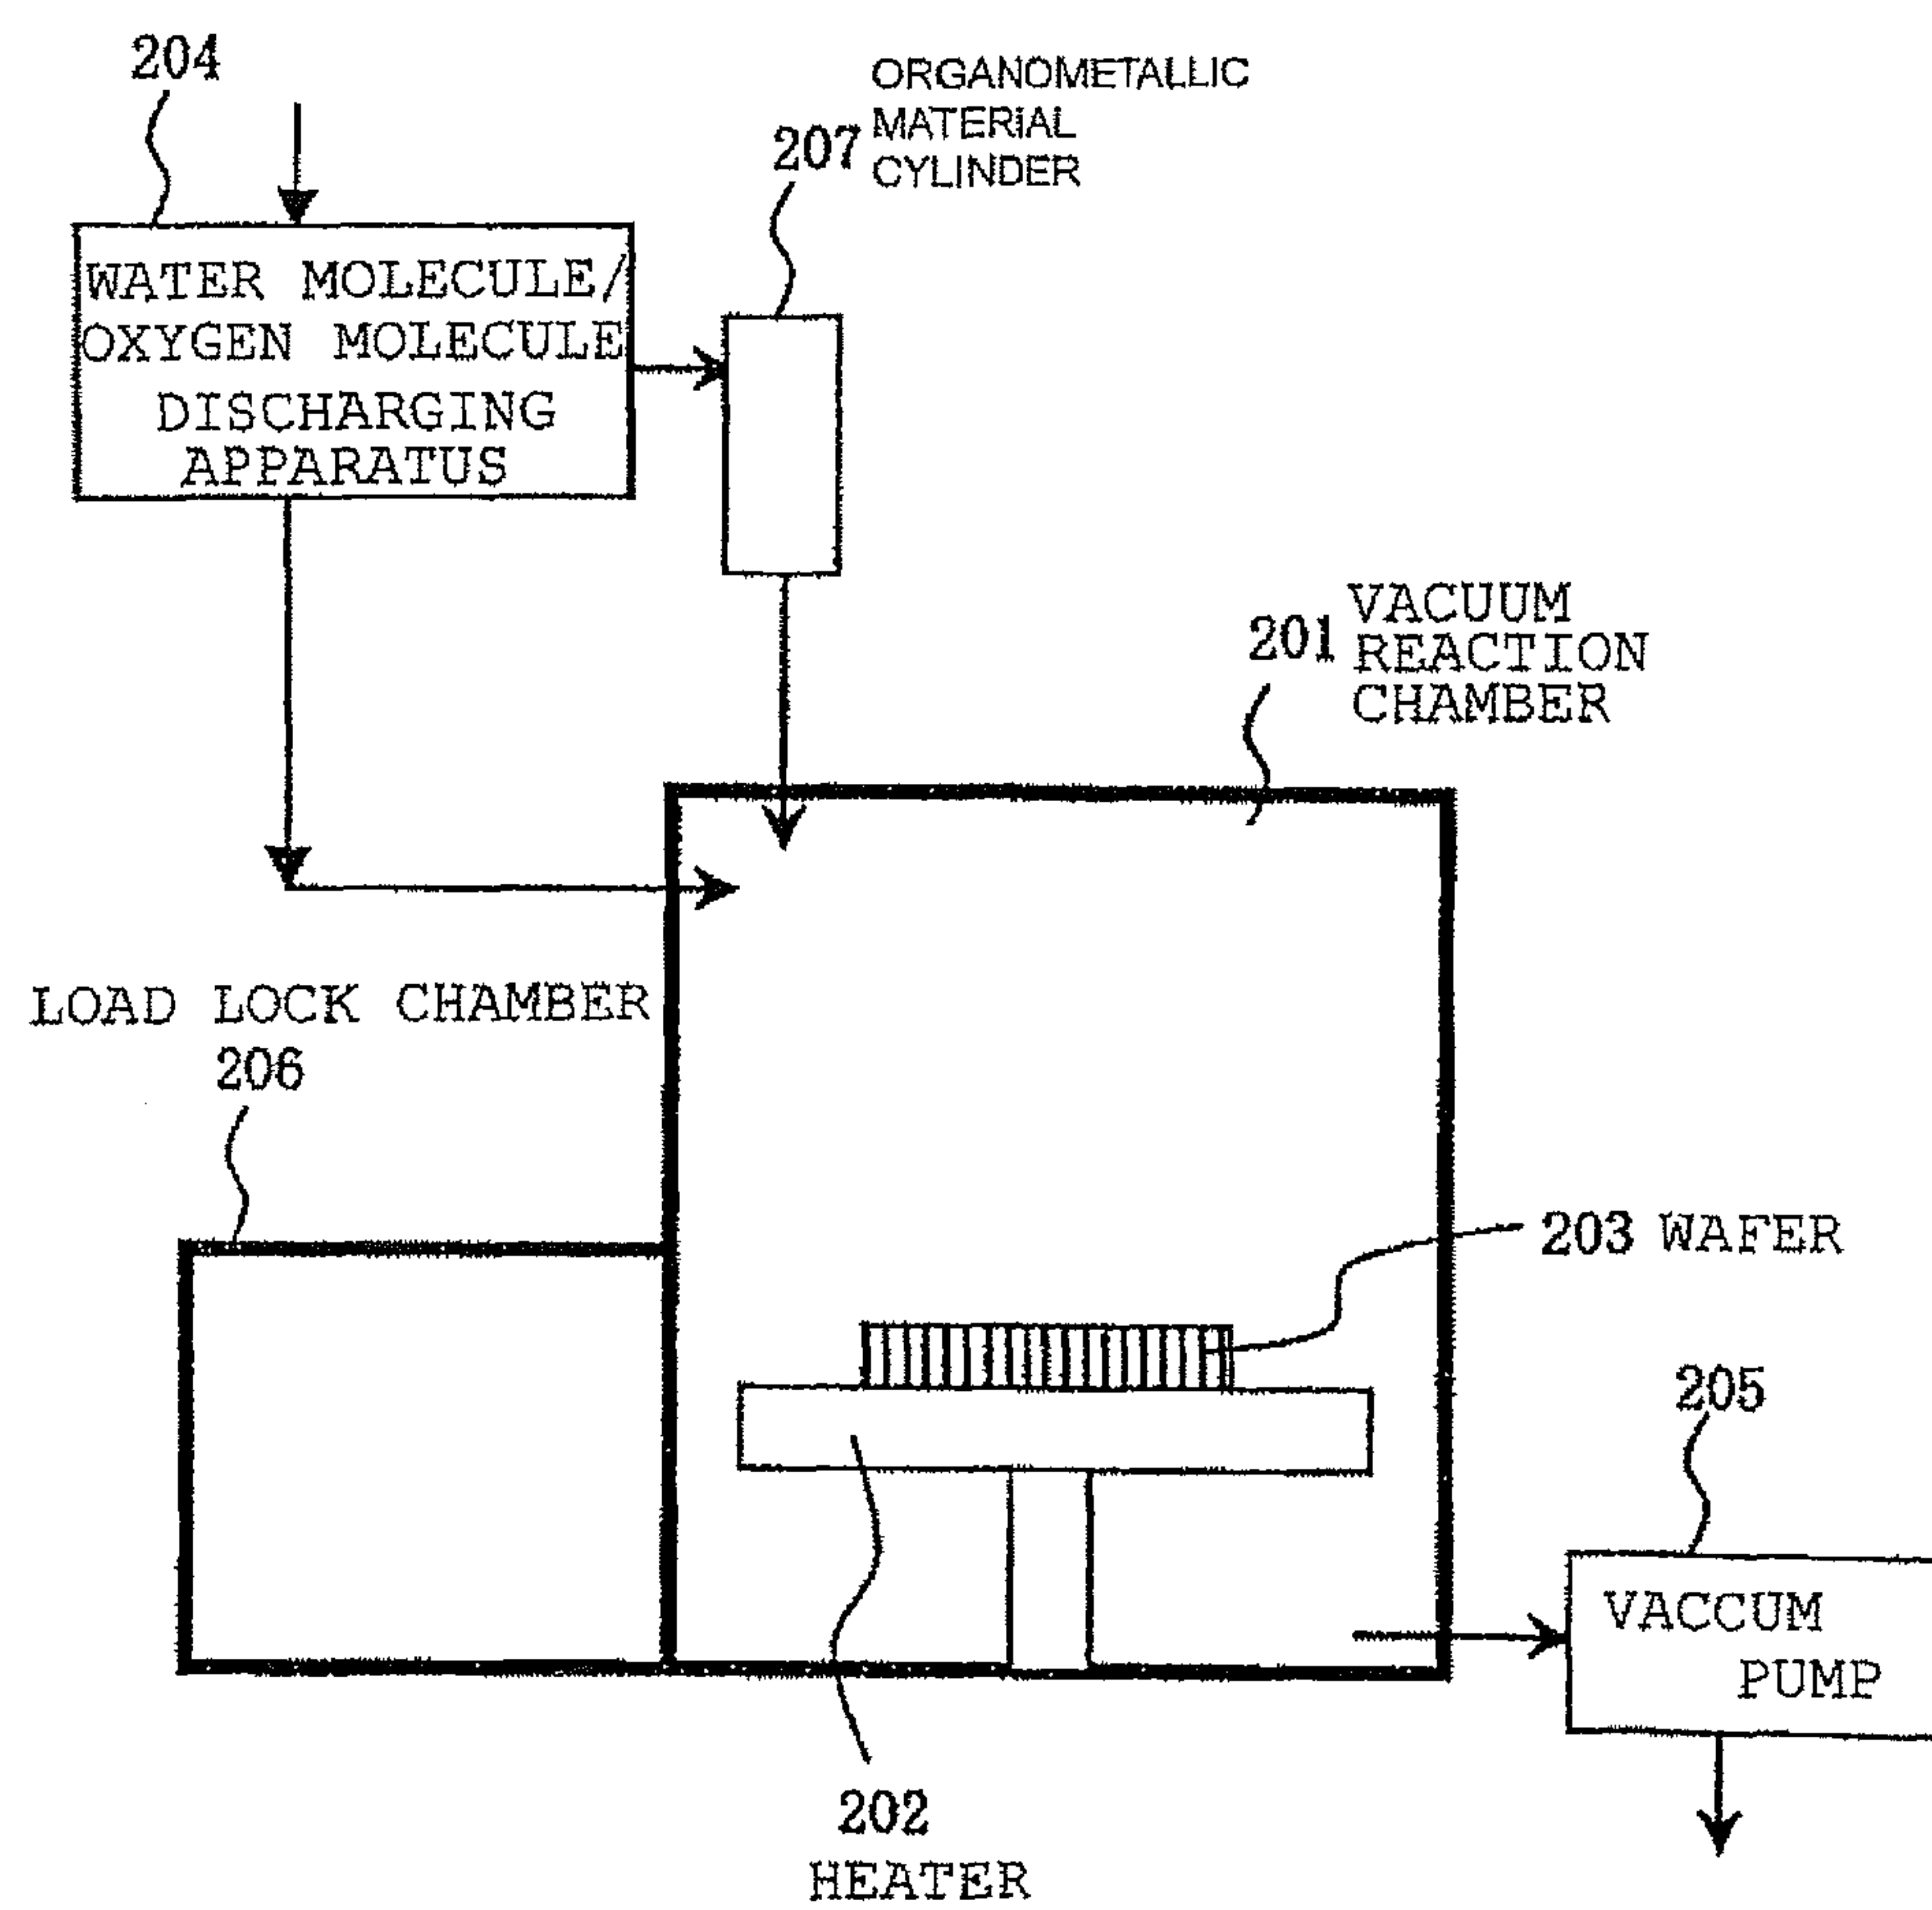 204
ORGANOMETALLIC
207 MATERIAL
CYLINDER
WATER MOLECULE/
OXYGEN MOLECULE
DISCHARGING
APPARATUS
VACUUM
201 REACTION
CHAMBER
LOAD LOCK CHAMBER
206
203 WAFER
205
VACCUM
PUMP
202
HEATER